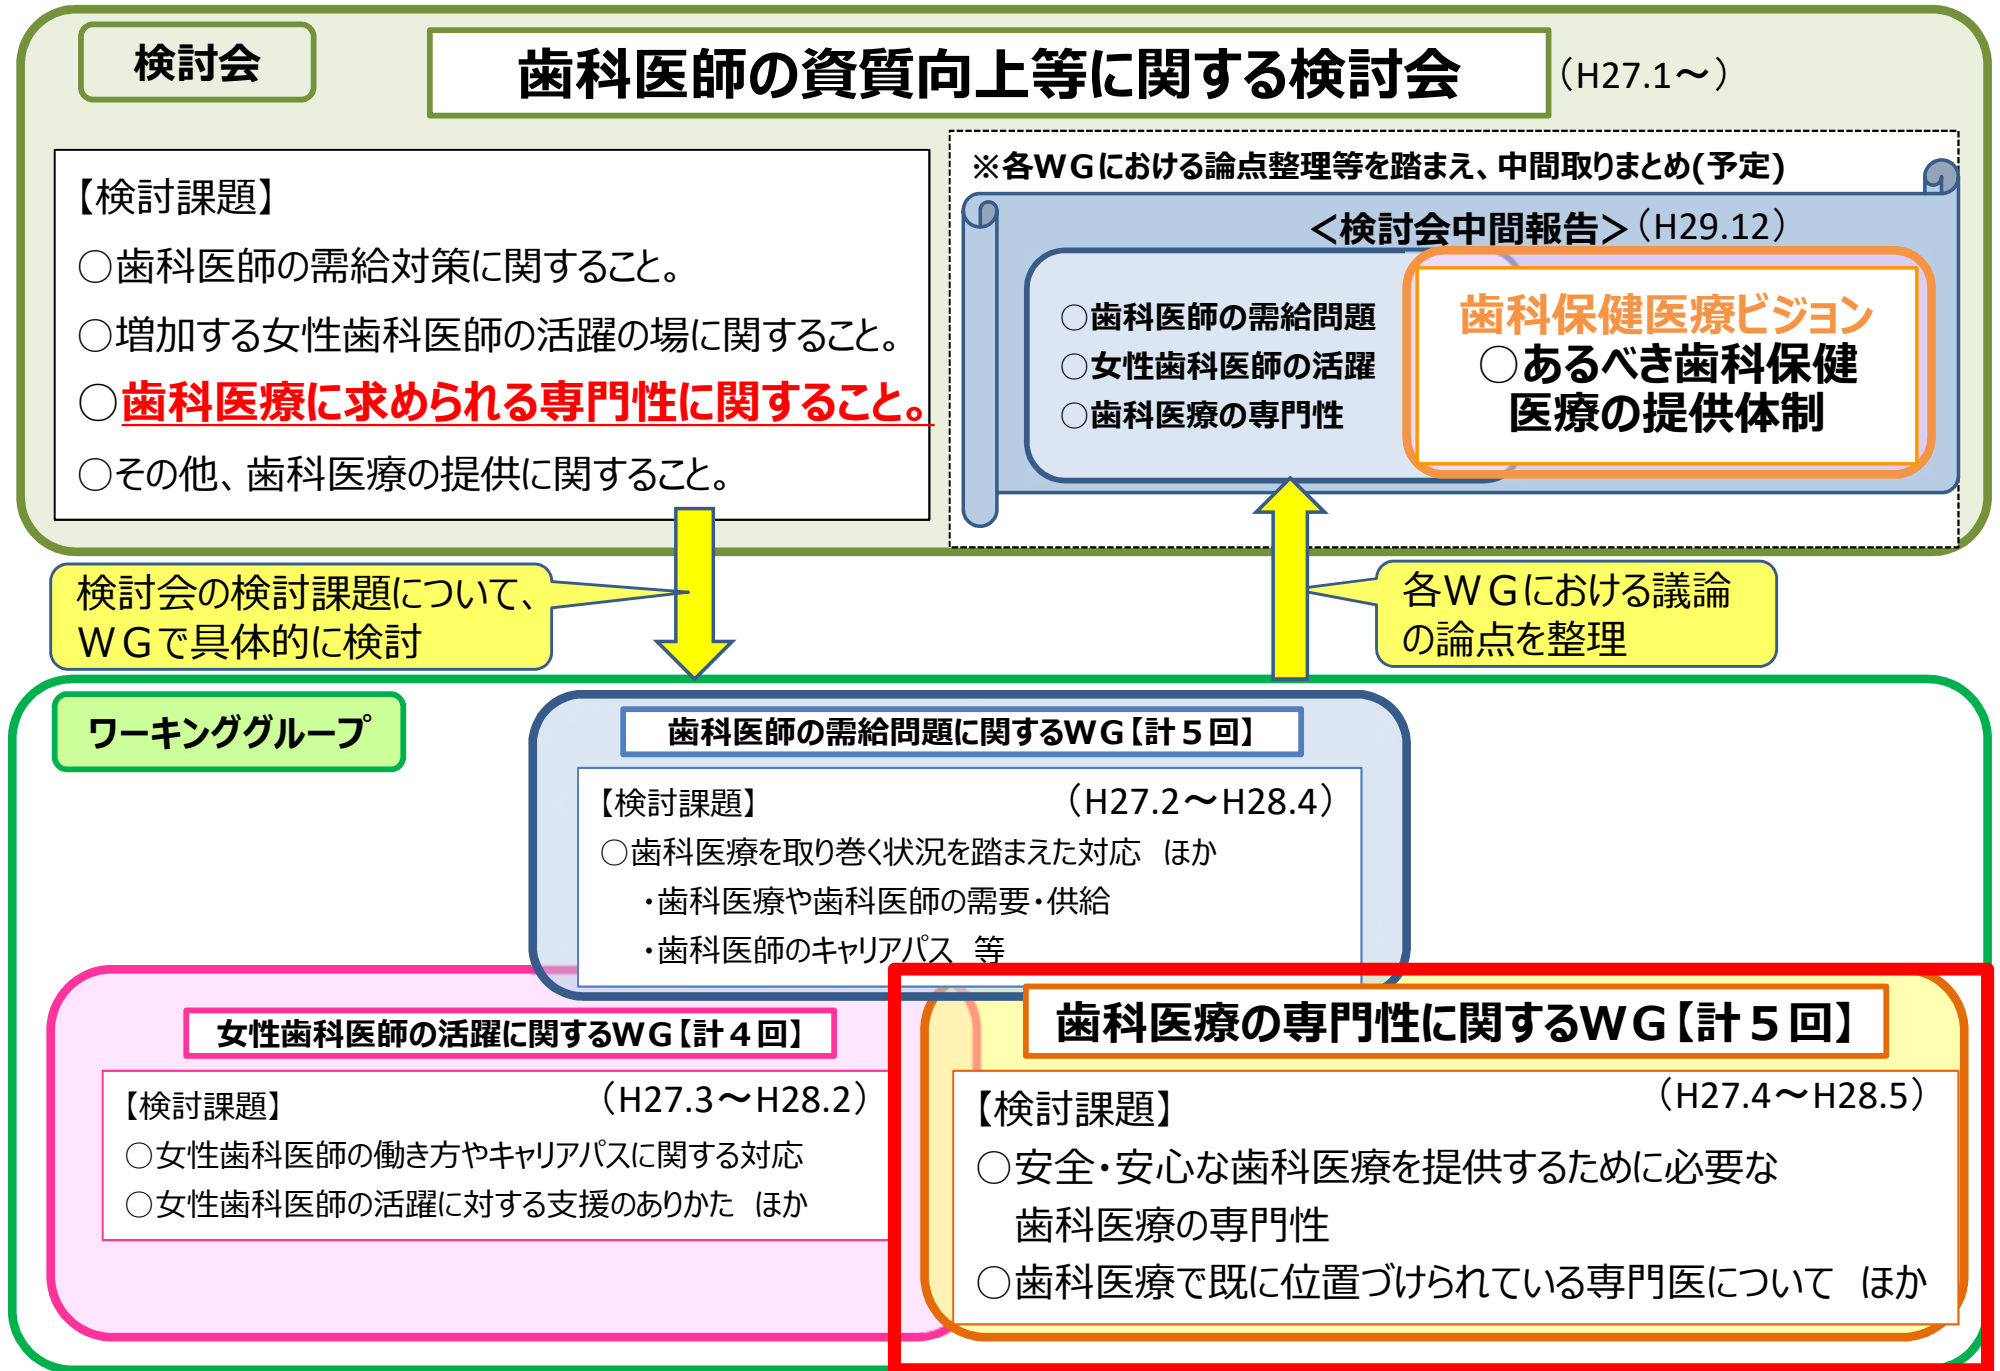 検討会
歯科医師の資質向上等に関する検討会
（H27.1～）
【検討課題】
○歯科医師の需給対策に関すること。
○増加する女性歯科医師の活躍の場に関すること。
○歯科医療に求められる専門性に関すること。
○その他、歯科医療の提供に関すること。
※各WGにおける論点整理等を踏まえ、中間取りまとめ(予定)
<検討会中間報告>（H29.12）
○歯科医師の需給問題
○女性歯科医師の活躍
○歯科医療の専門性
歯科保健医療ビジョン
○あるべき歯科保健
医療の提供体制
検討会の検討課題について、
WGで具体的に検討
各WGにおける議論
の論点を整理
ワーキンググループ
歯科医師の需給問題に関するWG【計５回】
【検討課題】 （H27.2～H28.4）
○歯科医療を取り巻く状況を踏まえた対応 ほか
・歯科医療や歯科医師の需要・供給
・歯科医師のキャリアパス 等
女性歯科医師の活躍に関するWG【計４回】
【検討課題】 （H27.3～H28.2）
○女性歯科医師の働き方やキャリアパスに関する対応
○女性歯科医師の活躍に対する支援のありかた ほか
歯科医療の専門性に関するWG【計５回】
【検討課題】 （H27.4～H28.5）
○安全・安心な歯科医療を提供するために必要な
歯科医療の専門性
○歯科医療で既に位置づけられている専門医について ほか